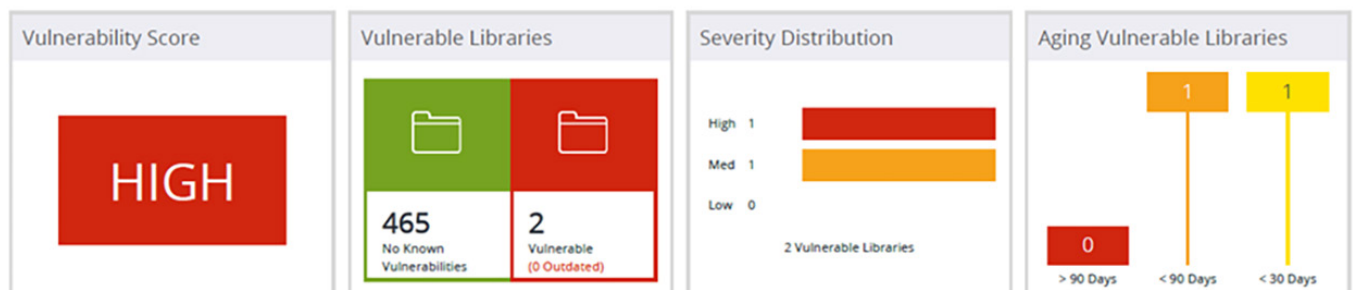 Vulnerability Score
HIGH
Vulnerable Libraries
465
No Known
Vulnerabilities
2
Vulnerable
(0 Outdated)
Severity Distribution
High 1
Med 1
Low 0
2 Vulnerable Libraries
Aging Vulnerable Libraries
0
1
1
> 90 Days
< 90 Days
< 30 Days